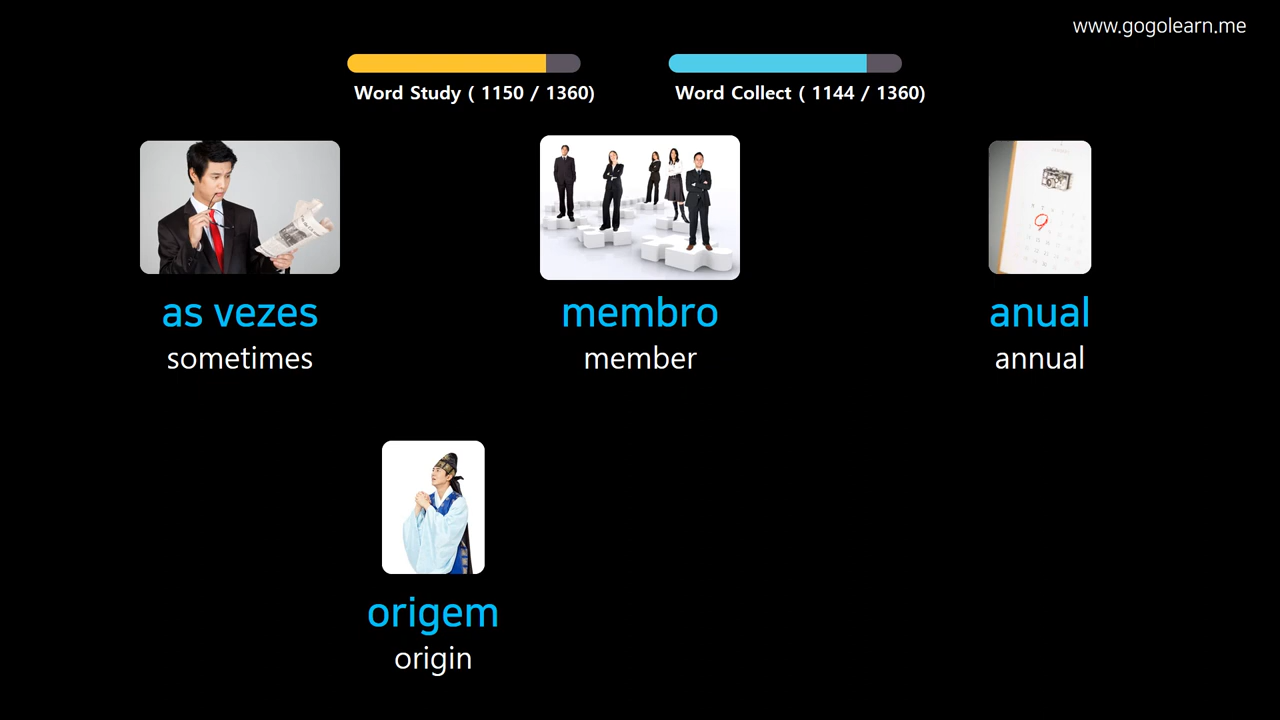 www.gogolearn.me
Word Study ( 1150 / 1360)
Word Collect ( 1144 / 1360)
as vezes
sometimes
membro
member
anual
annual
origem
origin